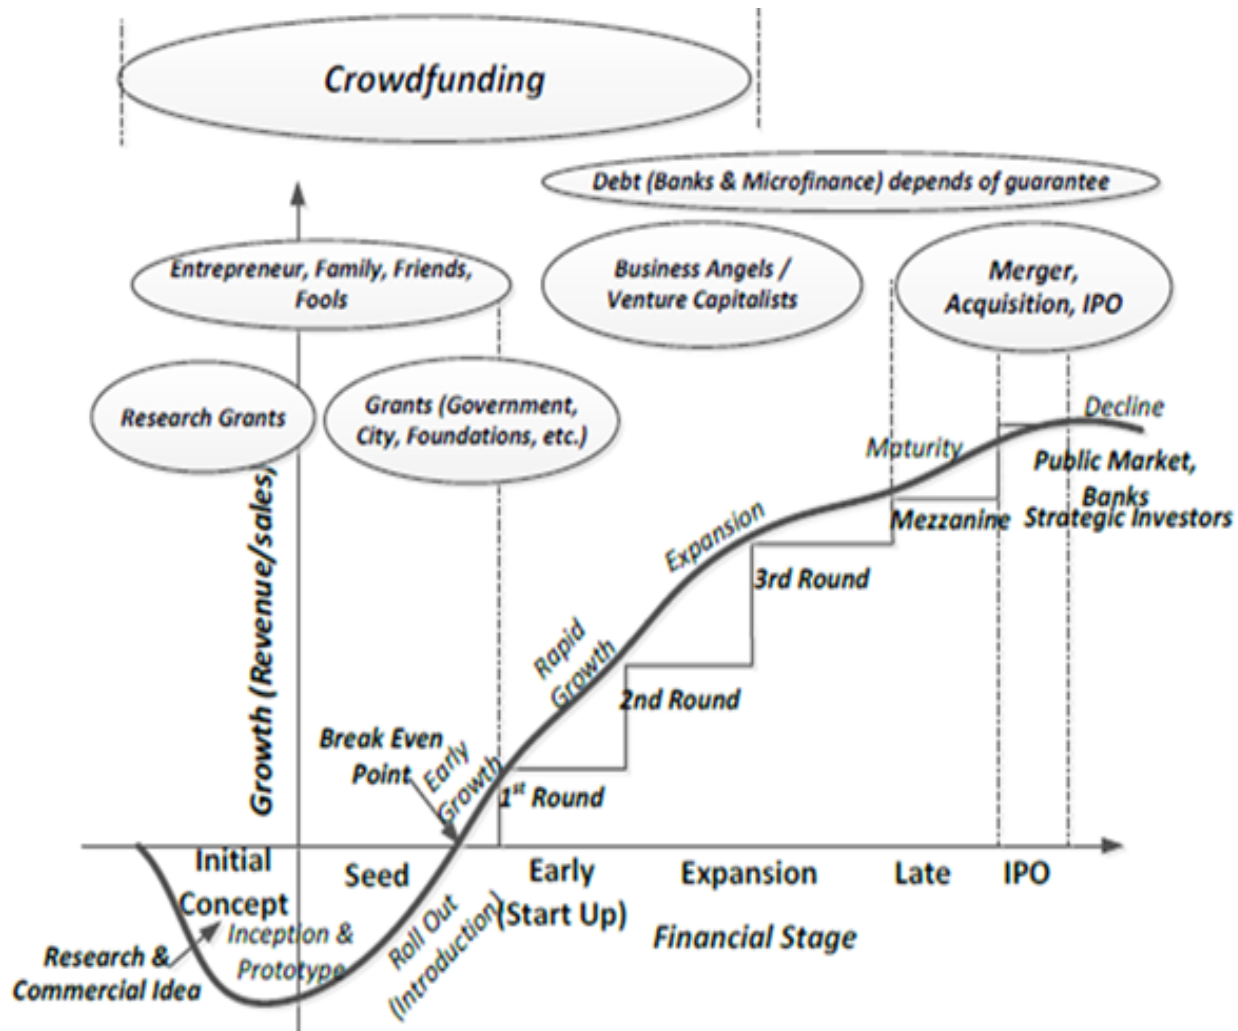 Crowdfunding
Debt (Banks & Microfinance) depends of guarantee
Entrepreneur, Family, Friends,
Fools
Business Angels /
Venture Capitalists
Merger,
Acquisition, IPO
Research Grants
Grants (Government,
City, Foundations, etc.)
Growth (Revenue/sales,
Decline
Maturity
Public Market,
Banks
Strategic Investors
Mezzanine
Expansion
3rd Round
Rapid
Growth
2nd Round
Break Even
Point
Early
Growth
1st Round
Initial
Concept
Seed
Early
(Start Up)
Expansion
Late
IPO
Financial Stage
Roll Out
(Introduction)
Inception &
Prototype
Research &
Commercial Idea